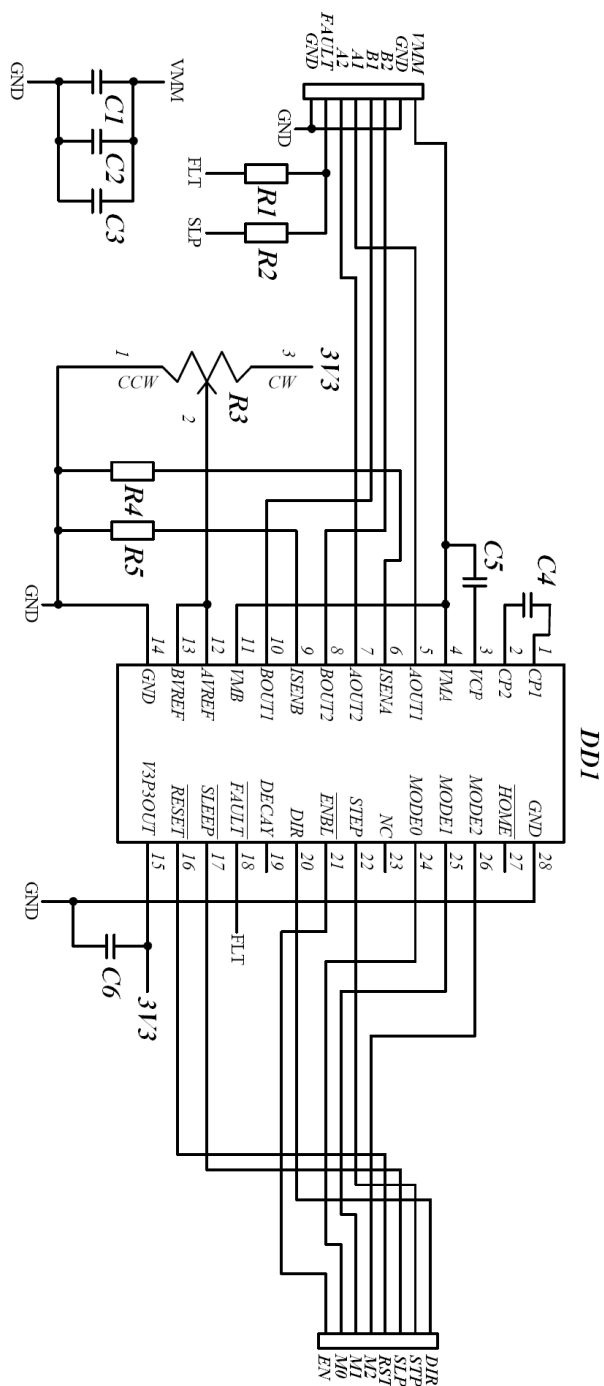 DD1
1
CP1
2
CP2
3
VCP
4
VMA
5
AOUT1
6
ISENA
7
AOUT2
8
BOUT2
9
ISENB
10
BOUT1
11
VMB
12
AVREF
13
BVREF
14
GND
28
GND
27
HOME
26
MODE2
25
MODE1
24
MODE0
23
NC
22
STEP
21
ENBL
20
DIR
19
DECAY
18
FAULT
17
SLEEP
16
RESET
15
V3P3OUT
VMM
GND
B2
B1
A1
A2
FAULT
GND
GND
FLT
R1
SLP
R2
VMM
C1
C2
C3
GND
3V3
3
CW
R3
2
CCW
1
R4
R5
GND
C5
C4
FLT
GND
C6
3V3
DIR
STP
SLP
RST
M2
M1
M0
EN